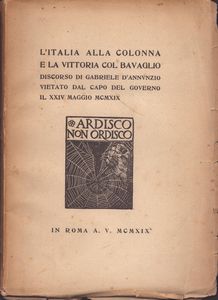 L'ITALIA ALLA COLONNA
E LA VITTORIA COL BAVAGLIO
DISCORSO DI GABRIELE D'ANNVNZIO
VIETATO DAL CAPO DEL GOVERNO
IL XXIV MAGGIO MCMXIX
ARDISCO
NON ORDISCO
IN ROMA A. V. MCMXIX